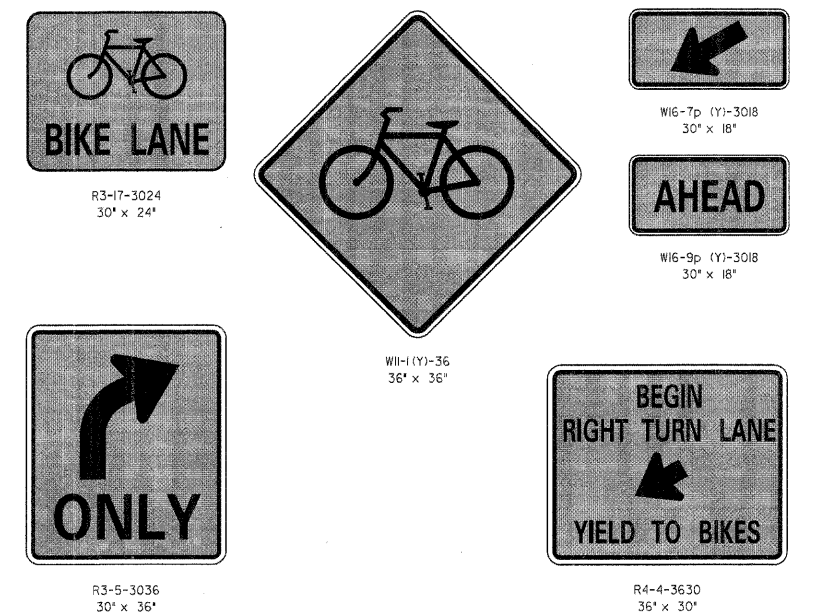 BIKE LANE
R3-17-3024
30" x 24"
W11-1(Y)-36
36" x 36"
W16-7p (Y)-3018
30" x 18"
AHEAD
W16-9p (Y)-3018
30" x 18"
ONLY
R3-5-3036
30" x 36"
BEGIN
RIGHT TURN LANE
YIELD TO BIKES
R4-4-3630
36" x 30"